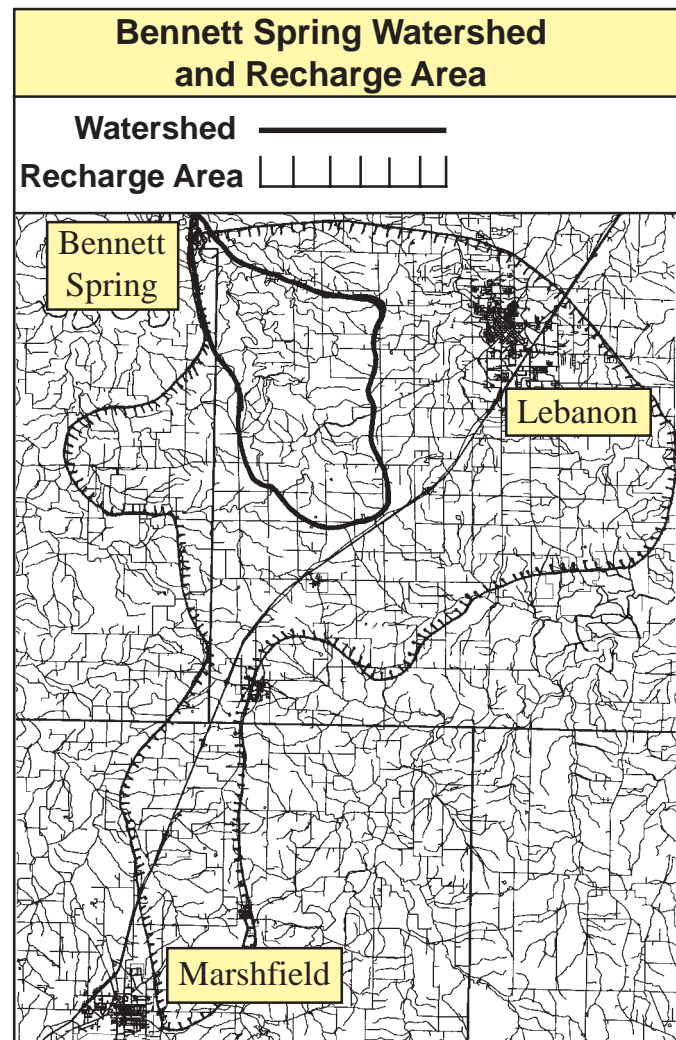 Bennett Spring Watershed
and Recharge Area
Watershed
Recharge Area
Bennett
Spring
Lebanon
Marshfield